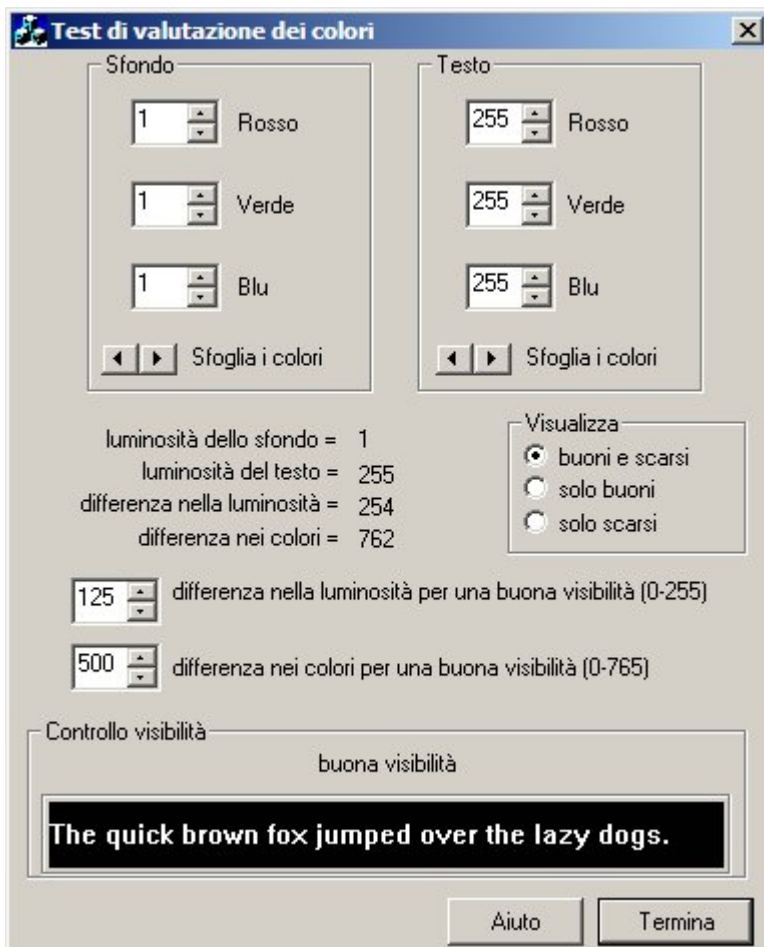 Test di valutazione dei colori
Sfondo
1 Rosso
1 Verde
1 Blu
Sfoglia i colori
Testo
255 Rosso
255 Verde
255 Blu
Sfoglia i colori
luminosità dello sfondo = 1
luminosità del testo = 255
differenza nella luminosità = 254
differenza nei colori = 762
Visualizza
buoni e scarsi
solo buoni
solo scarsi
125 differenza nella luminosità per una buona visibilità (0-255)
500 differenza nei colori per una buona visibilità (0-765)
Controllo visibilità
buona visibilità
The quick brown fox jumped over the lazy dogs.
Aiuto
Termina